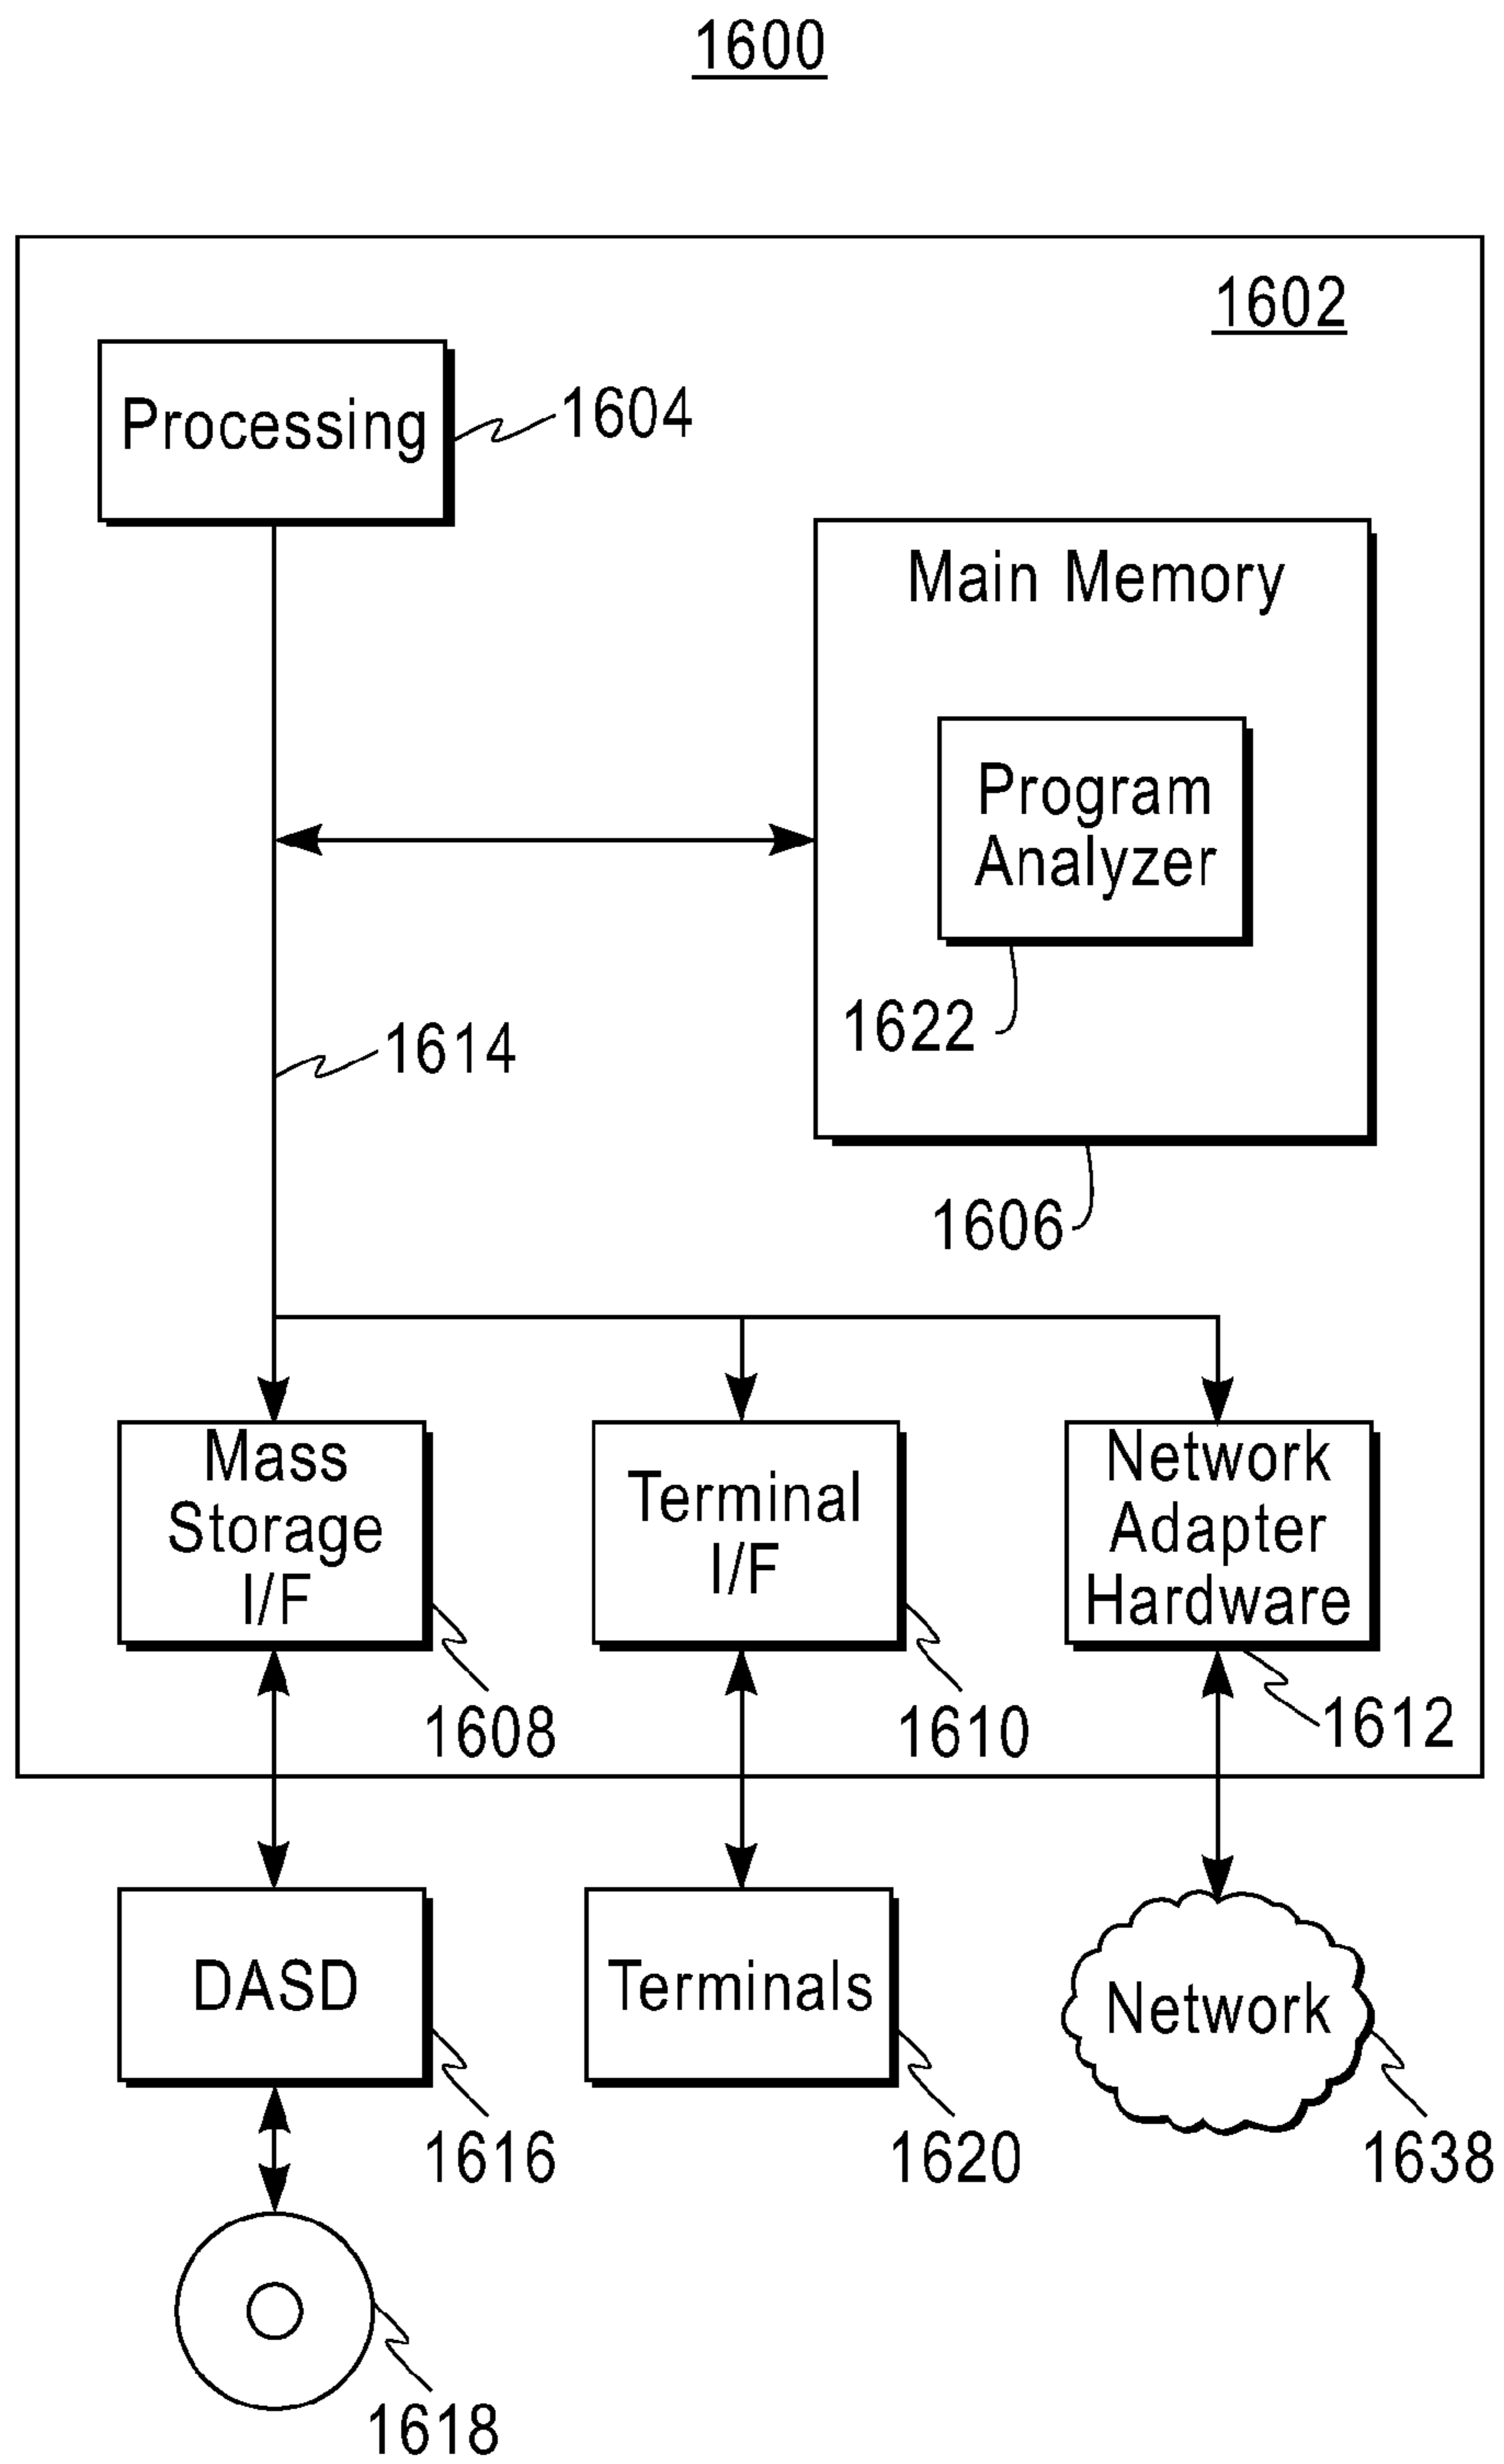 1600
1602
Processing
1604
Main Memory
Program
Analyzer
1622
1614
1606
Mass
Storage
I/F
Terminal
I/F
Network
Adapter
Hardware
1608
1610
1612
DASD
Terminals
Network
1616
1620
1638
1618